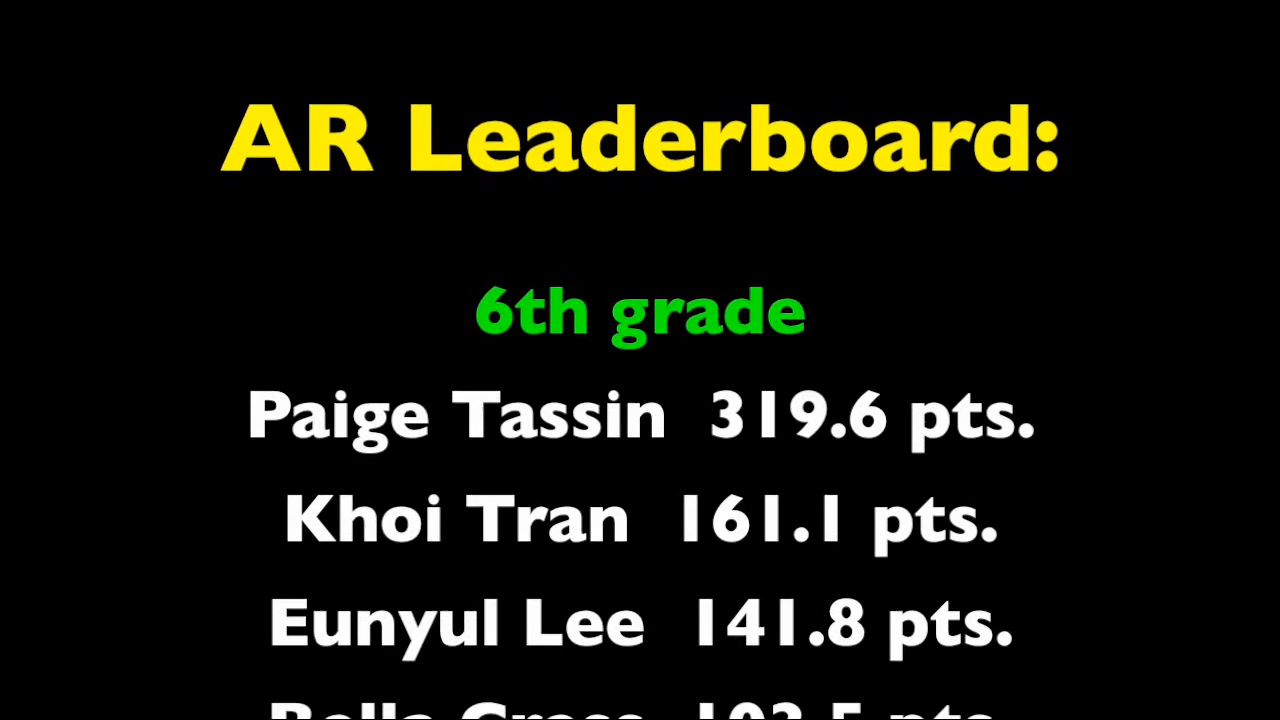 AR Leaderboard:
6th grade
Paige Tassin 319.6 pts.
Khoi Tran 161.1 pts.
Eunyul Lee 141.8 pts.